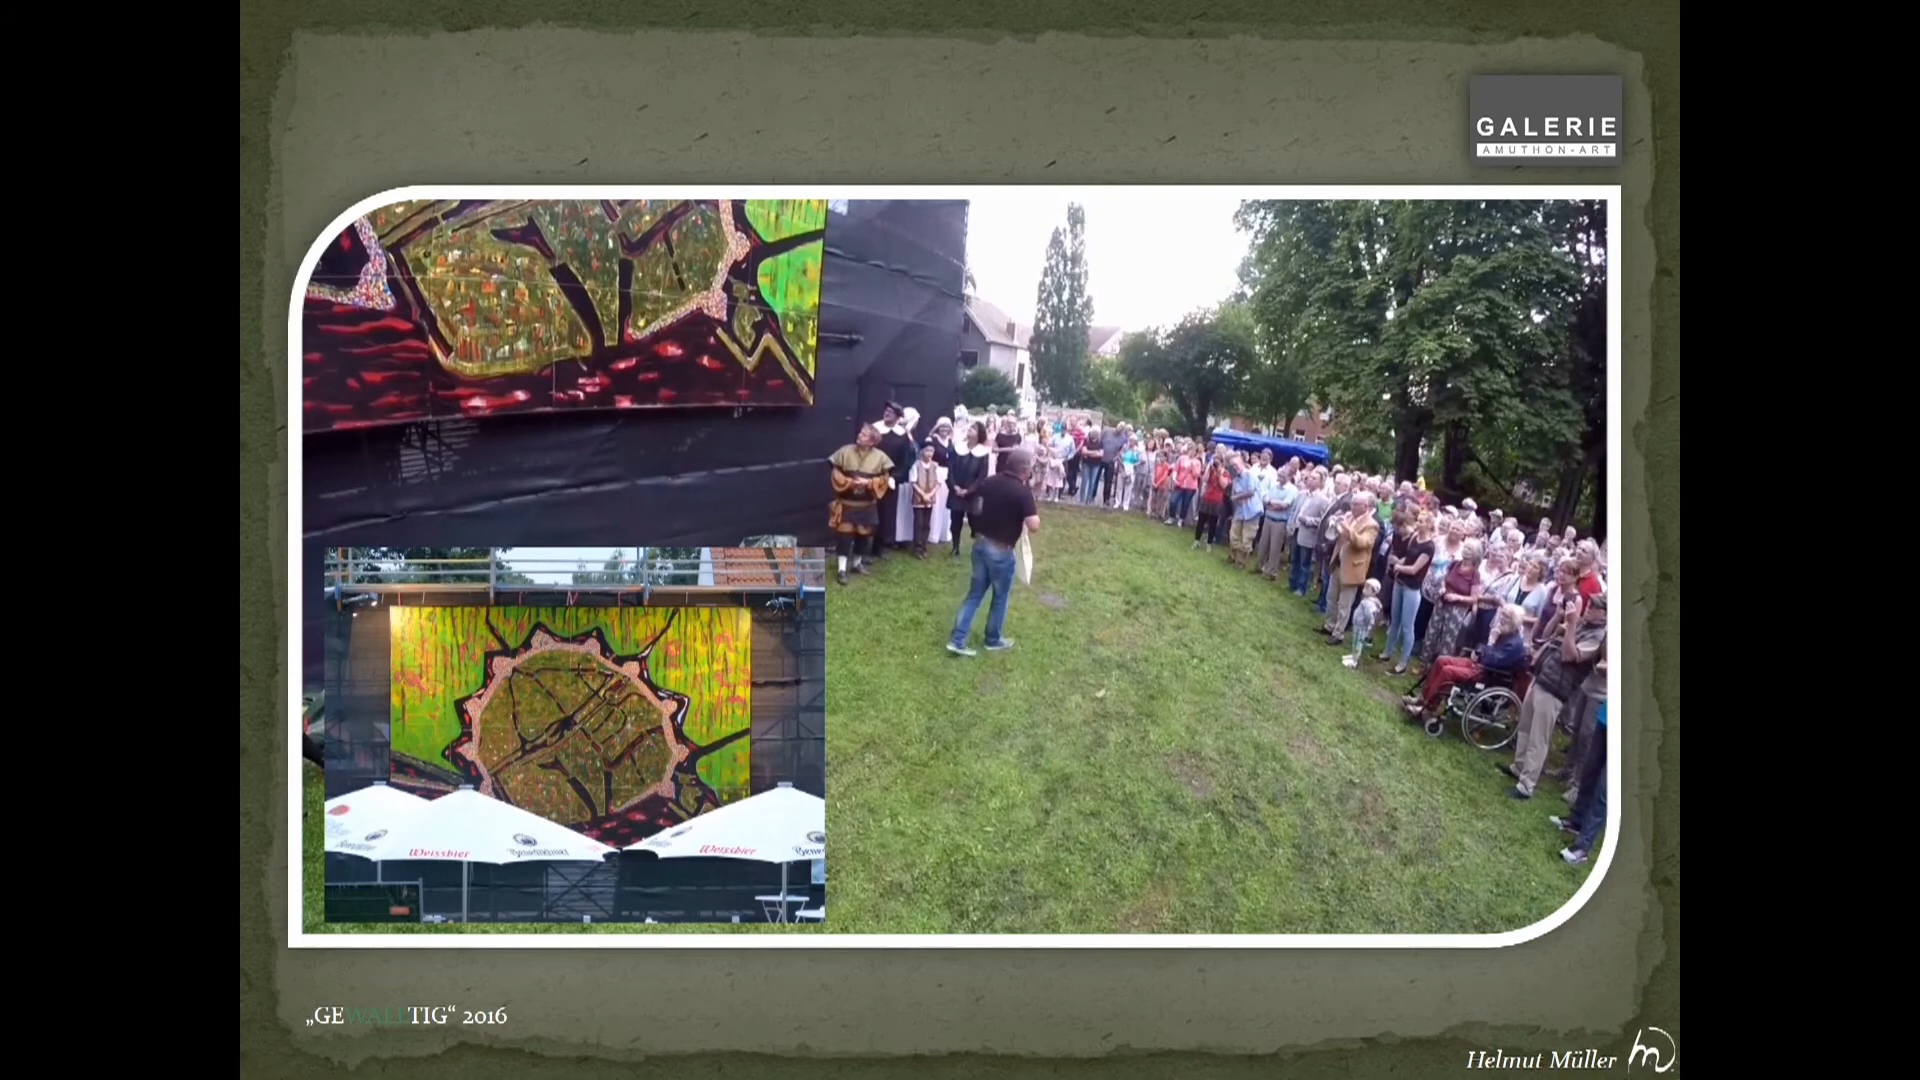 GALERIE
AMUTHON-ART
Weissbier
Weissbier
„GEWALLTIG“ 2016
Helmut Müller